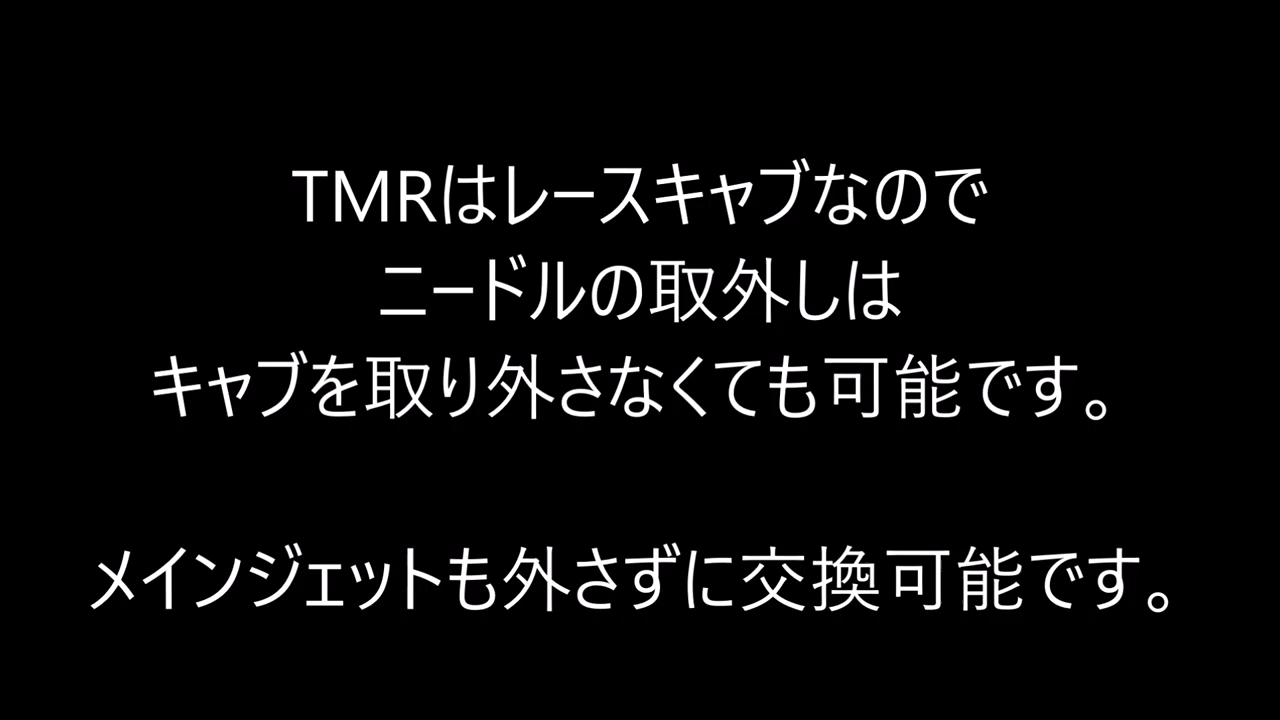 TMRはレースキャブなので
ニードルの取外しは
キャブを取り外さなくても可能です。
メインジェットも外さずに交換可能です。